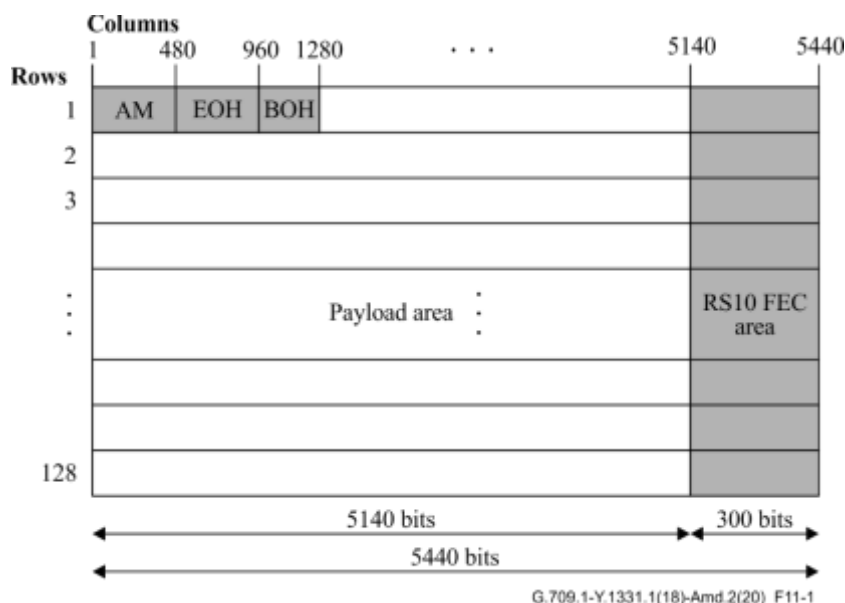 Columns
1 480 960 1280 . . . 5140 5440
Rows
1 AM EOH BOH
2
3
Payload area
RS10 FEC
area
128
5140 bits 300 bits
5440 bits
G.709.1-Y.1331.1(18)-Amd.2(20)_F11-1